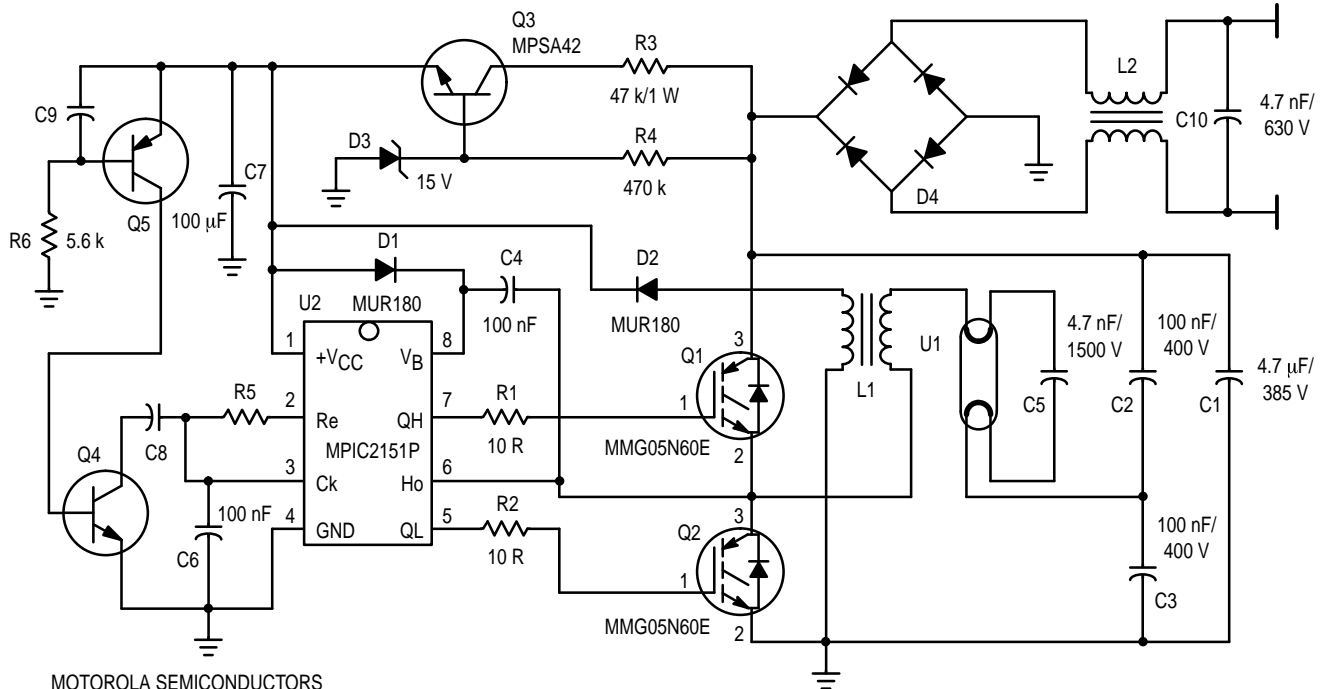 Q3
MPSA42
R3
47 k/1 W
L2
C9
D3
15 V
R4
470 k
C10
4.7 nF/
630 V
C7
Q5
100 μF
D4
R6
5.6 k
D1
C4
D2
U2
MUR180
100 nF
MUR180
1
+VCC
VB
8
Q1
3
U1
4.7 nF/
1500 V
100 nF/
400 V
4.7 μF/
385 V
L1
R5
2
Re
QH
7
R1
1
C5
C2
C1
C8
MPIC2151P
10 R
MMG05N60E
Q4
3
Ck
Ho
6
2
100 nF
R2
3
4
GND
QL
5
Q2
100 nF/
400 V
C6
10 R
1
C3
MMG05N60E
2
MOTOROLA SEMICONDUCTORS